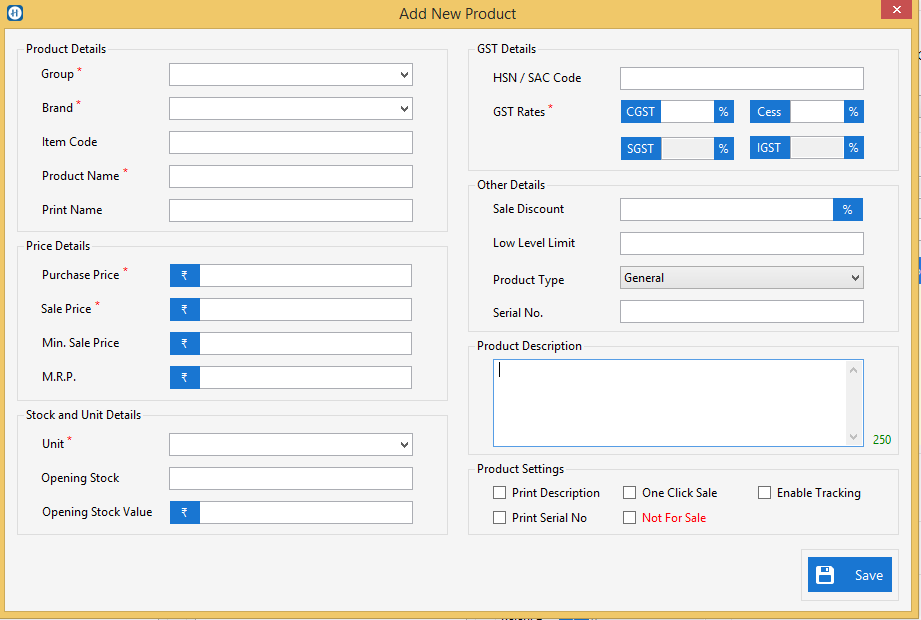 Add New Product
Product Details
Group *
Brand *
Item Code
Product Name *
Print Name
Price Details
Purchase Price * ₹
Sale Price * ₹
Min. Sale Price ₹
M.R.P. ₹
Stock and Unit Details
Unit *
Opening Stock
Opening Stock Value ₹
GST Details
HSN / SAC Code
GST Rates * CGST % Cess %
SGST % IGST %
Other Details
Sale Discount %
Low Level Limit
Product Type General
Serial No.
Product Description
250
Product Settings
Print Description One Click Sale Enable Tracking
Print Serial No Not For Sale
Save